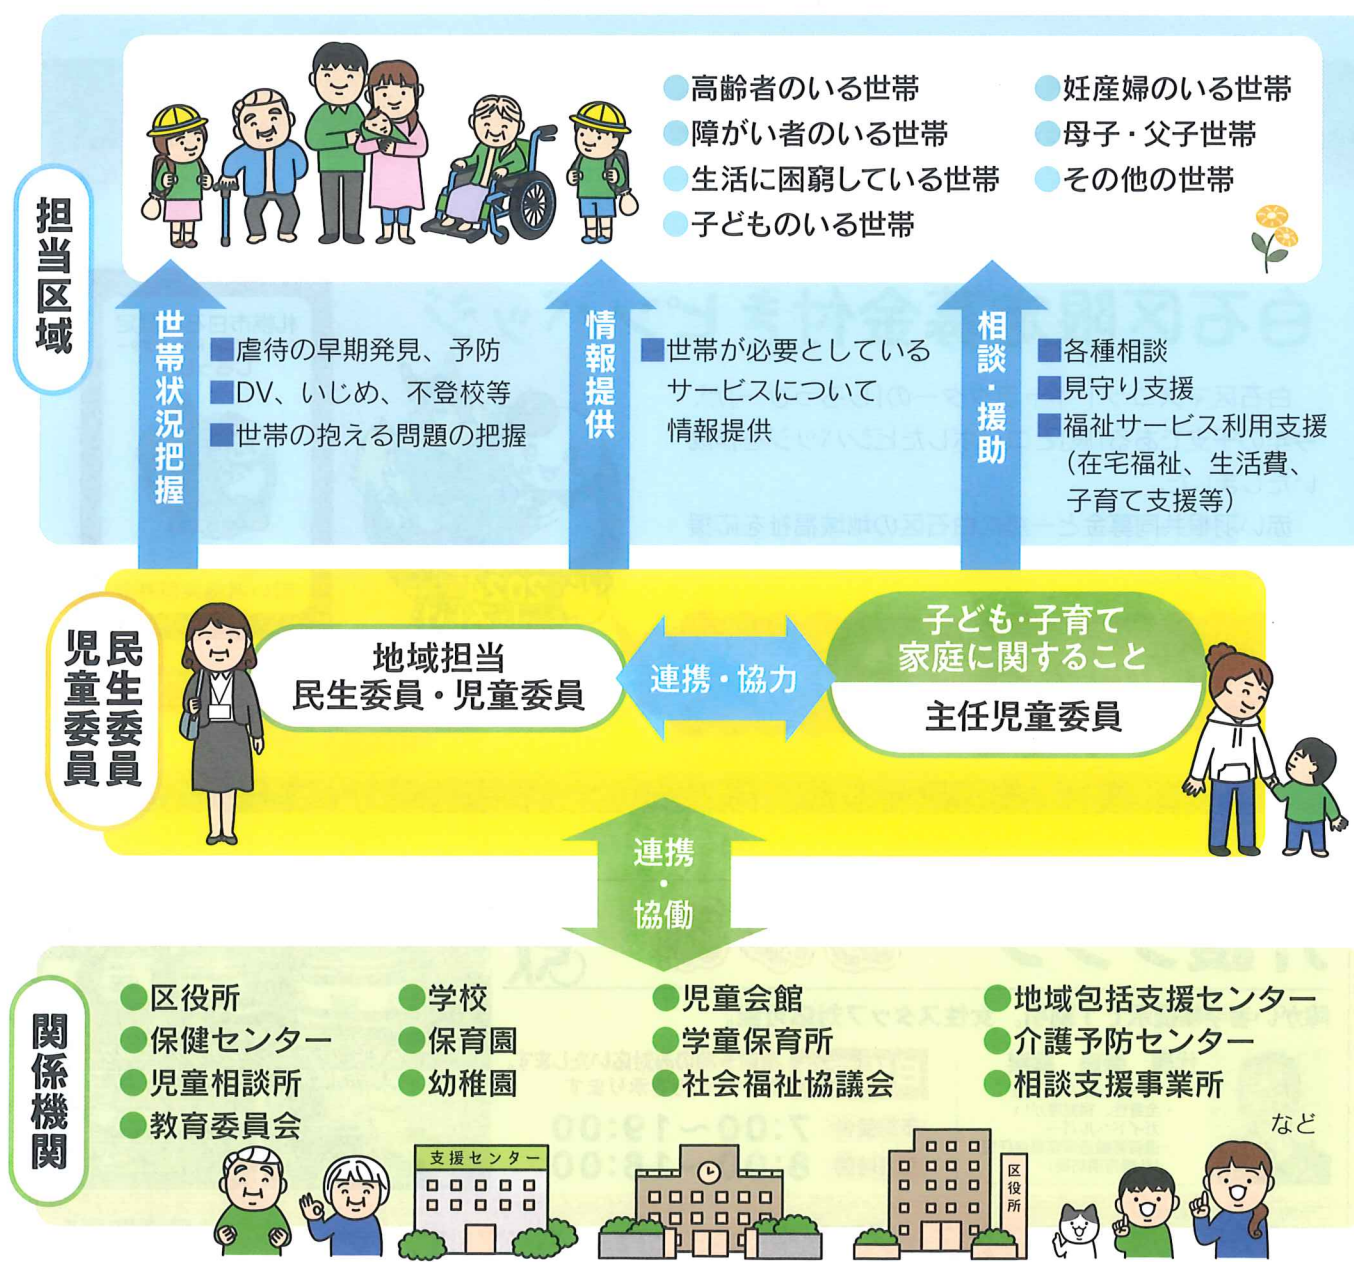 担当区域
高齢者のいる世帯
障がい者のいる世帯
生活に困窮している世帯
子どものいる世帯
妊産婦のいる世帯
母子・父子世帯
その他の世帯
世帯状況把握
■虐待の早期発見、予防
■DV、いじめ、不登校等
■世帯の抱える問題の把握
情報提供
■世帯が必要としている
サービスについて
情報提供
相談・援助
■各種相談
■見守り支援
■福祉サービス利用支援
（在宅福祉、生活費、
子育て支援等）
民生委員
児童委員
地域担当
民生委員・児童委員
連携・協力
子ども・子育て
家庭に関すること
主任児童委員
連携
・
協働
関係機関
●区役所
●保健センター
●児童相談所
●教育委員会
●学校
●保育園
●幼稚園
●児童会館
●学童保育所
●社会福祉協議会
●地域包括支援センター
●介護予防センター
●相談支援事業所
など
支援センター
区役所